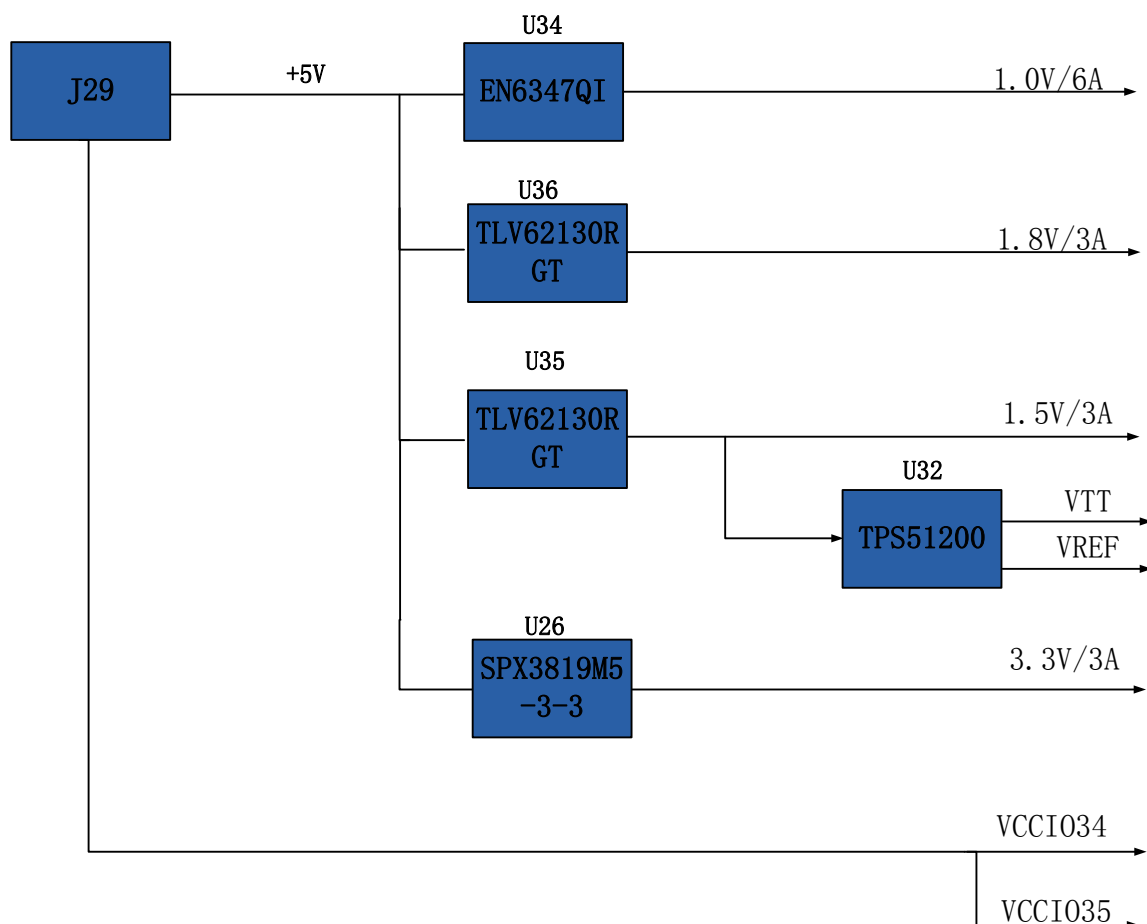 U34
J29
+5V
EN6347QI
1.0V/6A
U36
TLV62130R
GT
1.8V/3A
U35
TLV62130R
GT
1.5V/3A
U32
TPS51200
VTT
VREF
U26
SPX3819M5
-3-3
3.3V/3A
VCCIO34
VCCIO35